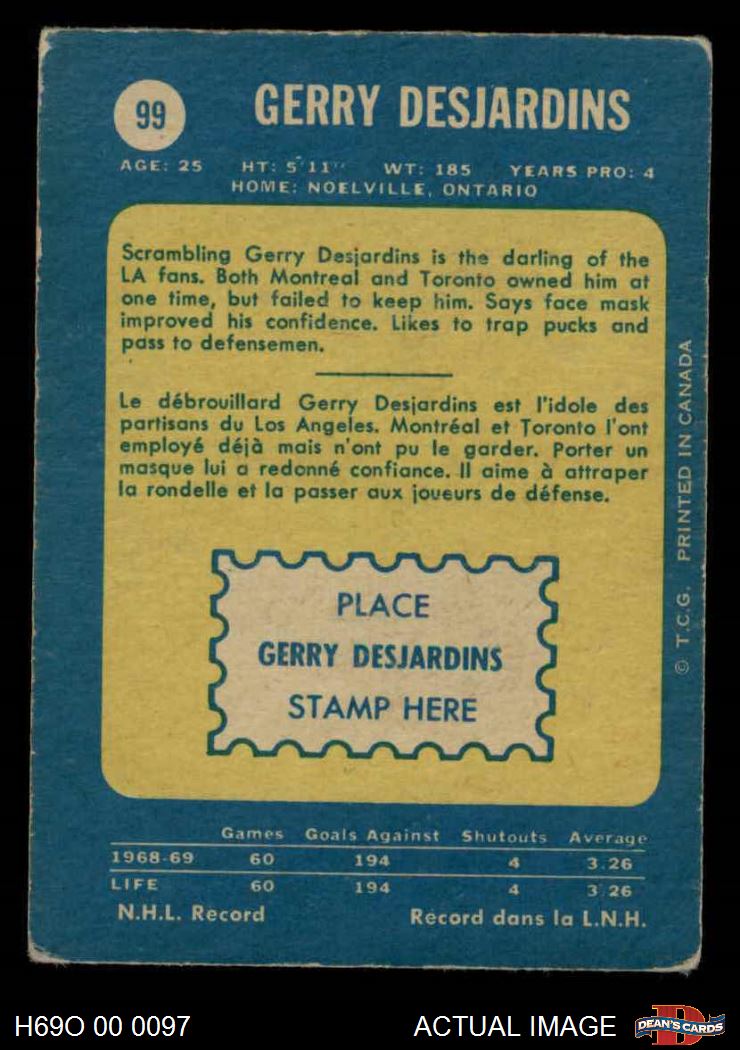 99
GERRY DESJARDINS
AGE: 25 HT: 5'11" WT: 185 YEARS PRO: 4
HOME: NOELVILLE, ONTARIO
Scrambling Gerry Desjardins is the darling of the
LA fans. Both Montreal and Toronto owned him at
one time, but failed to keep him. Says face mask
improved his confidence. Likes to trap pucks and
pass to defensemen.
Le débrouillard Gerry Desjardins est l'idole des
partisans du Los Angeles. Montréal et Toronto l'ont
employé déjà mais n'ont pu le garder. Porter un
masque lui a redonné confiance. Il aime à attraper
la rondelle et la passer aux joueurs de défense.
PLACE
GERRY DESJARDINS
STAMP HERE
© T.C.G. PRINTED IN CANADA
Games Goals Against Shutouts Average
1968-69 60 194 4 3.26
LIFE 60 194 4 3.26
N.H.L. Record Record dans la L.N.H.
H69O 00 0097 ACTUAL IMAGE DEAN'S CARDS